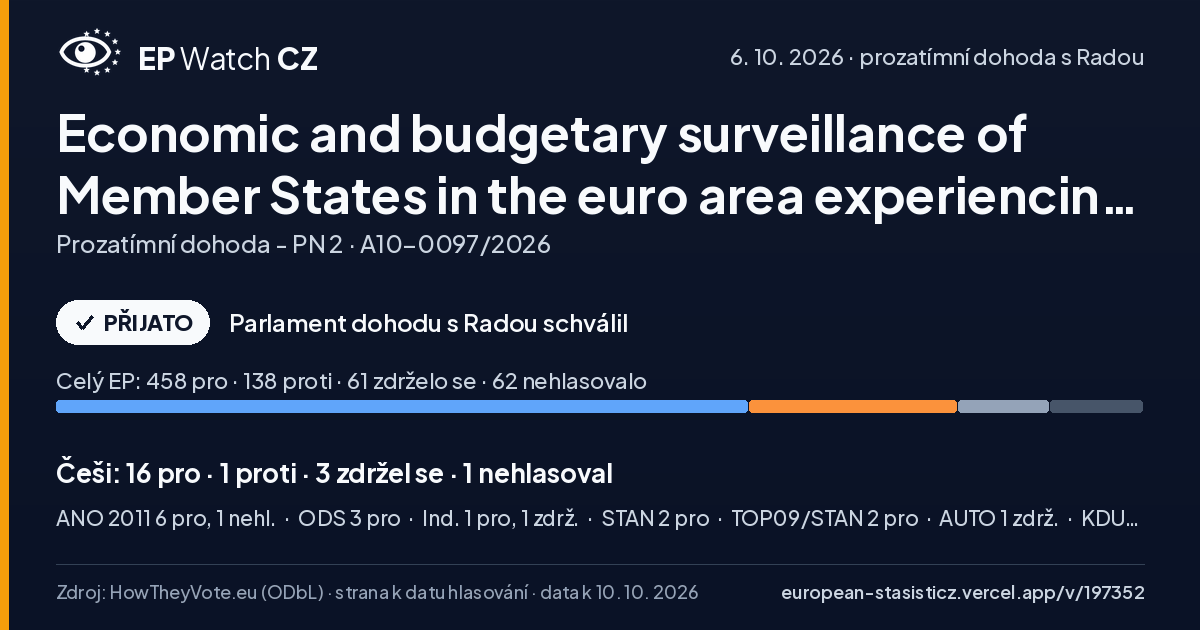 EP Watch CZ
6. 10. 2026 · prozatímní dohoda s Radou
Economic and budgetary surveillance of
Member States in the euro area experiencin…
Prozatímní dohoda – PN 2 · A10–0097/2026
✓ PŘIJATO
Parlament dohodu s Radou schválil
Celý EP: 458 pro · 138 proti · 61 zdrželo se · 62 nehlasovalo
Češi: 16 pro · 1 proti · 3 zdržel se · 1 nehlasoval
ANO 2011 6 pro, 1 nehl. · ODS 3 pro · Ind. 1 pro, 1 zdrž. · STAN 2 pro · TOP09/STAN 2 pro · AUTO 1 zdrž. · KDU…
Zdroj: HowTheyVote.eu (ODbL) · strana k datu hlasování · data k 10. 10. 2026
european-stasisticz.vercel.app/v/197352